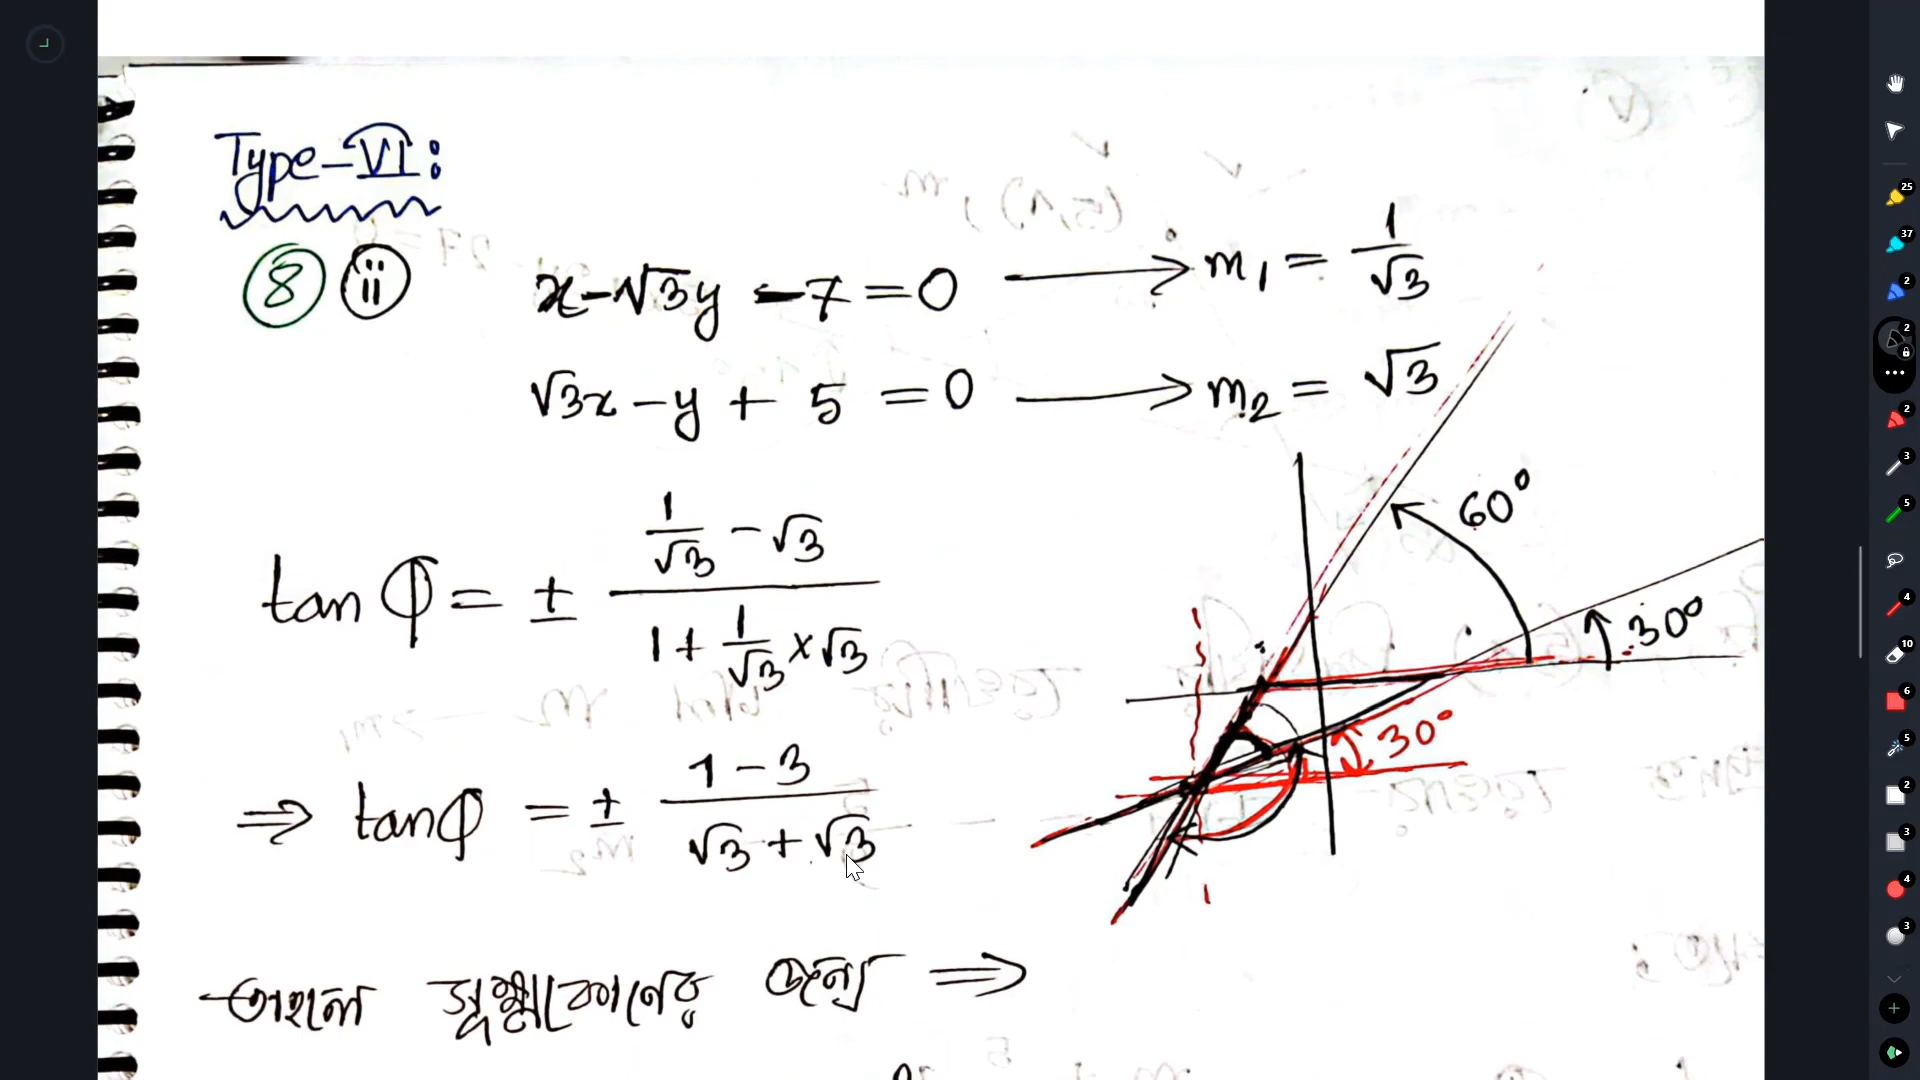 Type-VI:
8 ii x-√3y -7=0 → m₁ = 1/√3
√3x-y + 5 = 0 → m₂ = √3
60°
30°
tan φ = ± (1/√3 - √3)/(1 + 1/√3 × √3)
30°
⇒ tanφ = ± (1-3)/(√3+√3)
তাহলে সূক্ষ্মকোণের জন্যে ⇒